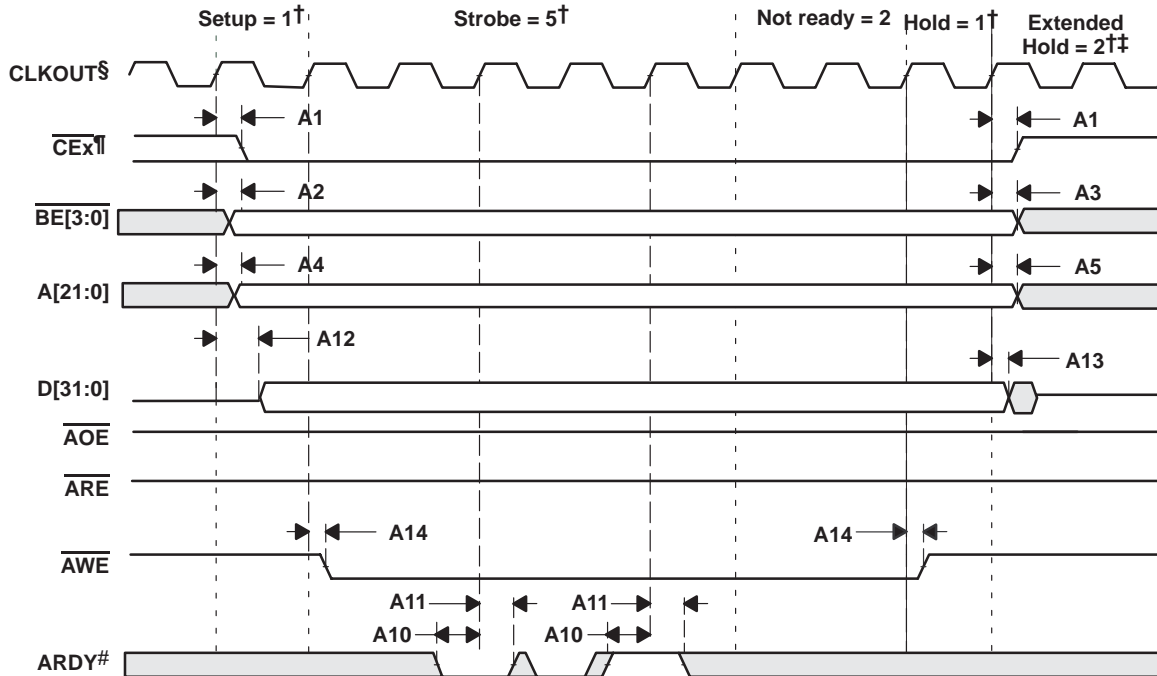 Setup = 1† Strobe = 5† Not ready = 2 Hold = 1† Extended
Hold = 2†‡
CLKOUT§
A1 A1
CEx¶
A2 A3
BE[3:0]
A4 A5
A[21:0]
A12
A13
D[31:0]
AOE
ARE
A14 A14
AWE
A11 A11
A10 A10
ARDY#